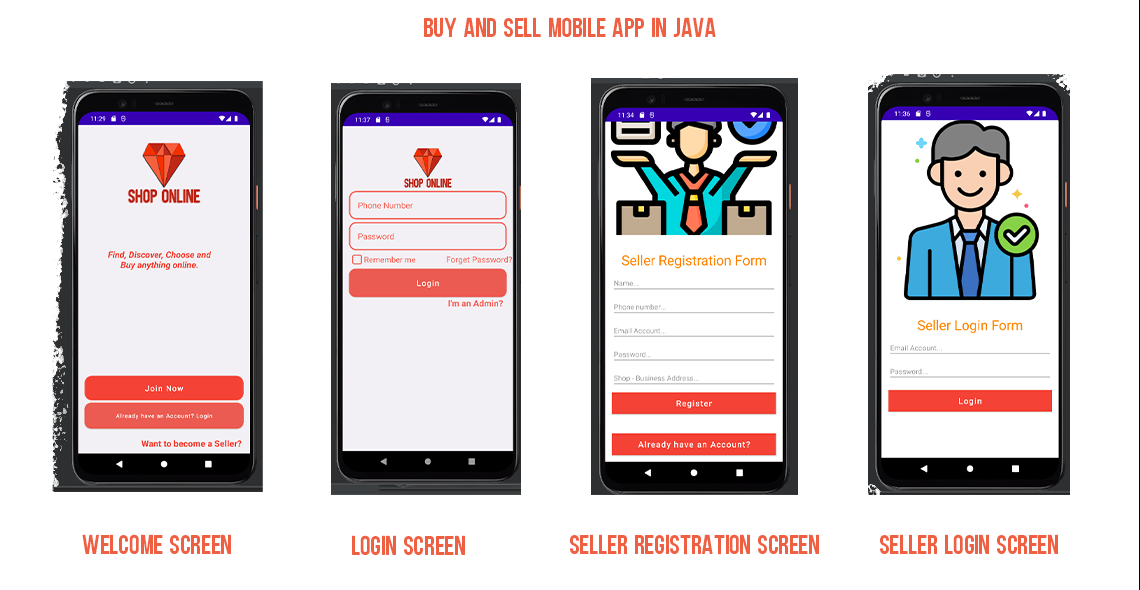 BUY AND SELL MOBILE APP IN JAVA
11:29
SHOP ONLINE
Find, Discover, Choose and
Buy anything online.
Join Now
Already have an Account? Login
Want to become a Seller?
WELCOME SCREEN
11:37
SHOP ONLINE
Phone Number
Password
Remember me Forget Password?
Login
I'm an Admin?
LOGIN SCREEN
11:34
Seller Registration Form
Name...
Phone number...
Email Account...
Password...
Shop - Business Address...
Register
Already have an Account?
SELLER REGISTRATION SCREEN
11:36
Seller Login Form
Email Account...
Password...
Login
SELLER LOGIN SCREEN